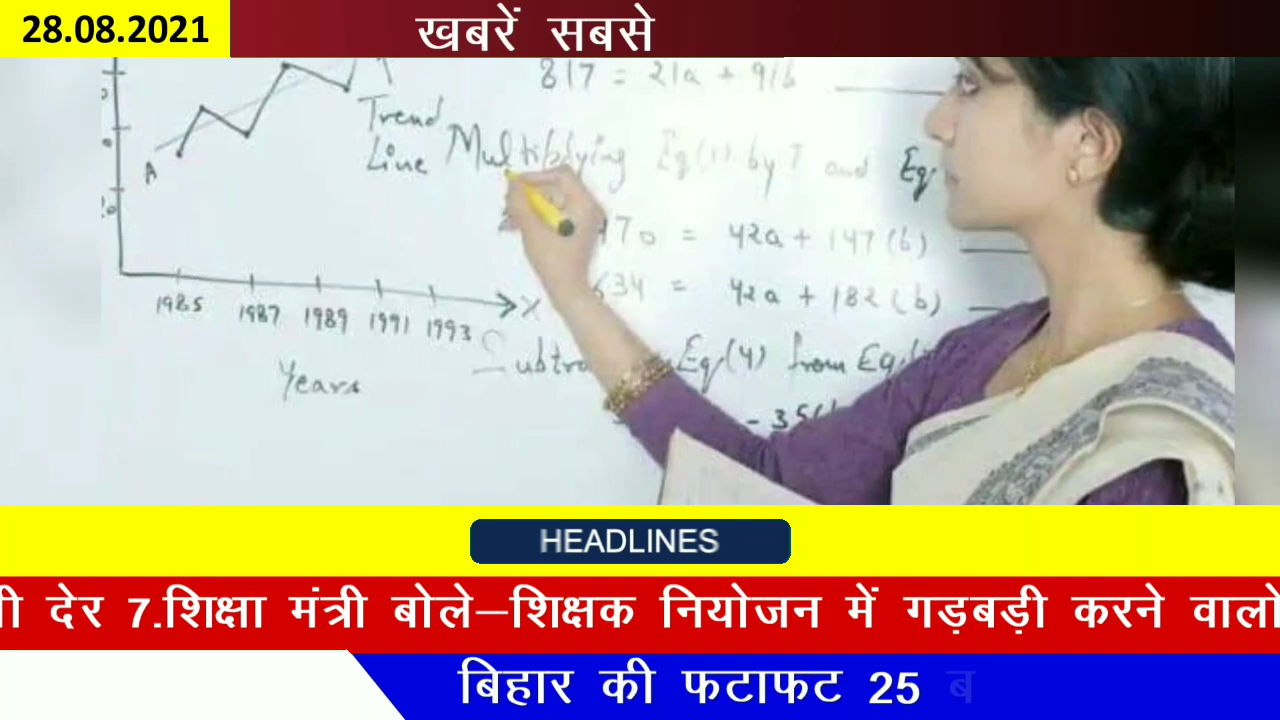 28.08.2021
खबरें सबसे
817 = 21a + 91b
Trend
Line
Multiplying Eq(1) by 7 and Eq
A
470 = 42a + 147(b)
634 = 42a + 182(b)
1985 1987 1989 1991 1993
X
Subtra Eq(4) from Eq
Years
HEADLINES
ी देर 7.शिक्षा मंत्री बोले–शिक्षक नियोजन में गड़बड़ी करने वालो
बिहार की फटाफट 25 ब